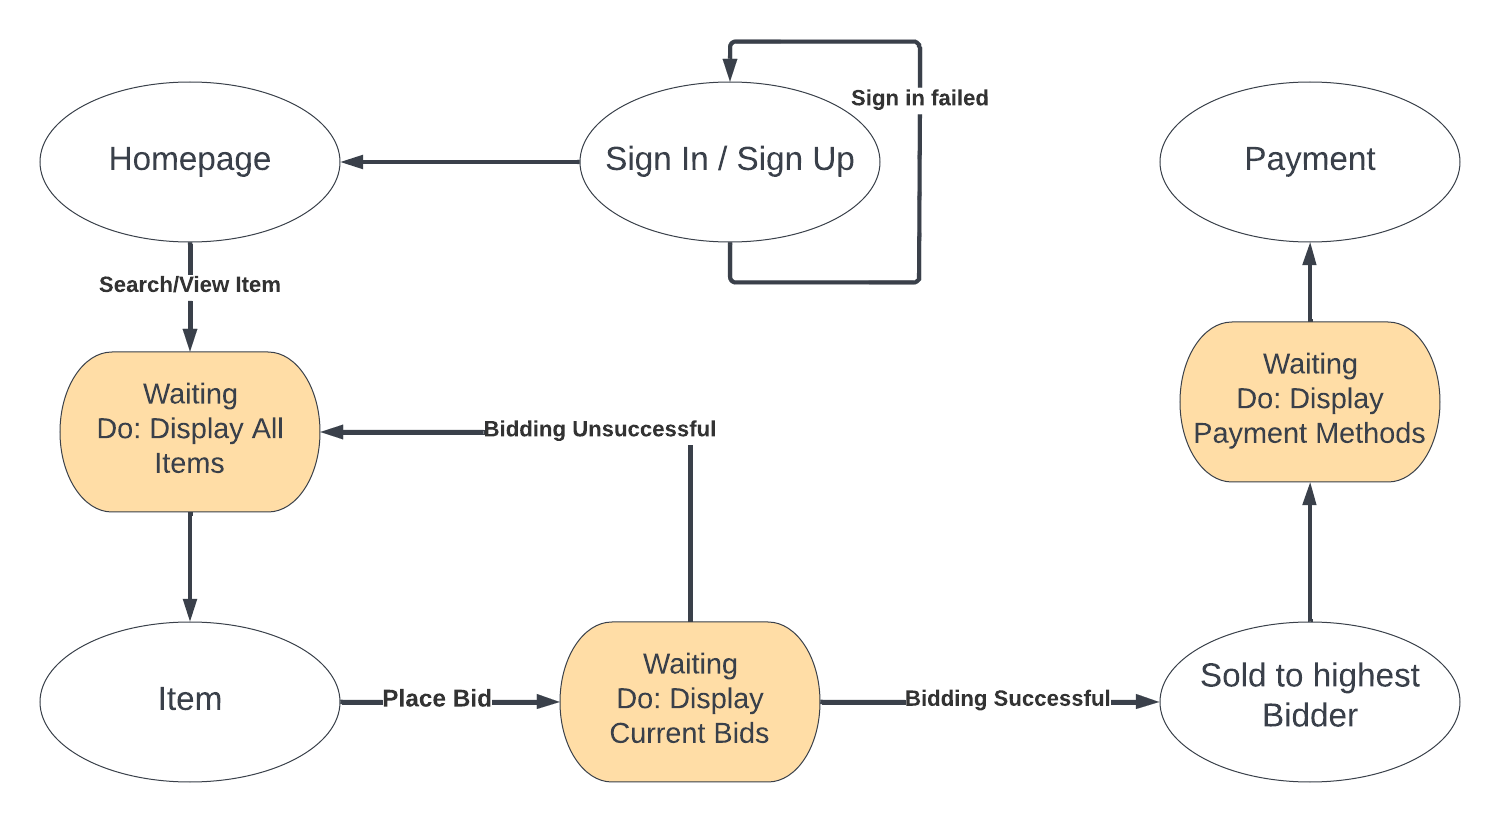 Sign in failed
Homepage
Sign In / Sign Up
Payment
Search/View Item
Waiting
Do: Display All
Items
Bidding Unsuccessful
Waiting
Do: Display
Payment Methods
Item
Place Bid
Waiting
Do: Display
Current Bids
Bidding Successful
Sold to highest
Bidder